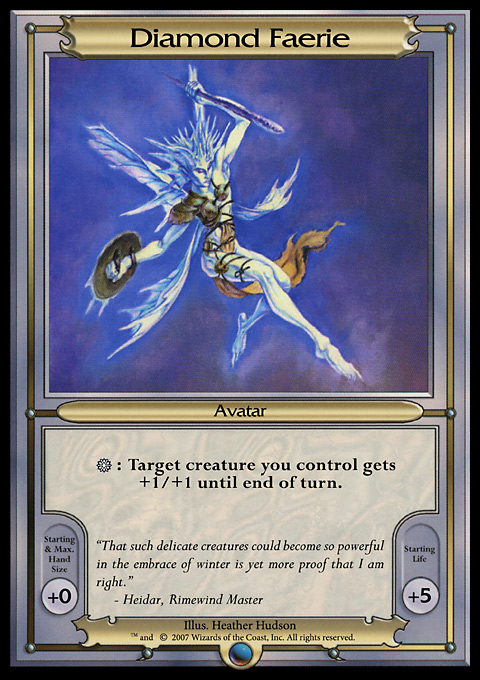 Diamond Faerie
Avatar
: Target creature you control gets
+1/+1 until end of turn.
"That such delicate creatures could become so powerful
in the embrace of winter is yet more proof that I am
right."
- Heidar, Rimewind Master
Starting
& Max.
Hand
Size
+0
Starting
Life
+5
Illus. Heather Hudson
™ and © 2007 Wizards of the Coast, Inc. All rights reserved.